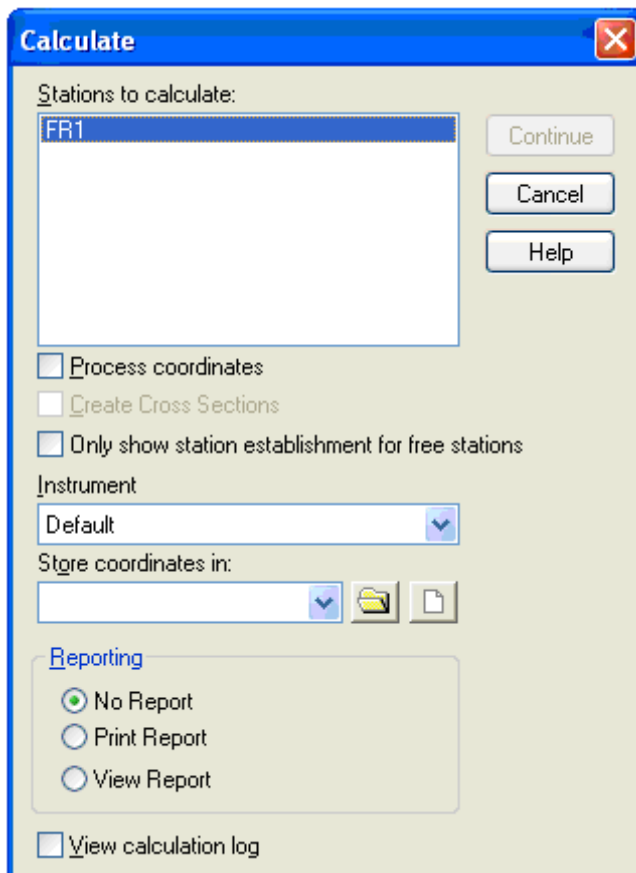 Calculate
Stations to calculate:
FR1
Continue
Cancel
Help
Process coordinates
Create Cross Sections
Only show station establishment for free stations
Instrument
Default
Store coordinates in:
Reporting
No Report
Print Report
View Report
View calculation log